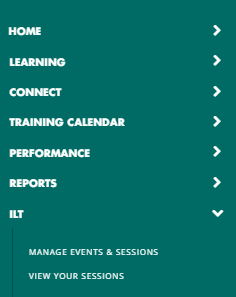 HOME
LEARNING
CONNECT
TRAINING CALENDAR
PERFORMANCE
REPORTS
ILT
MANAGE EVENTS & SESSIONS
VIEW YOUR SESSIONS